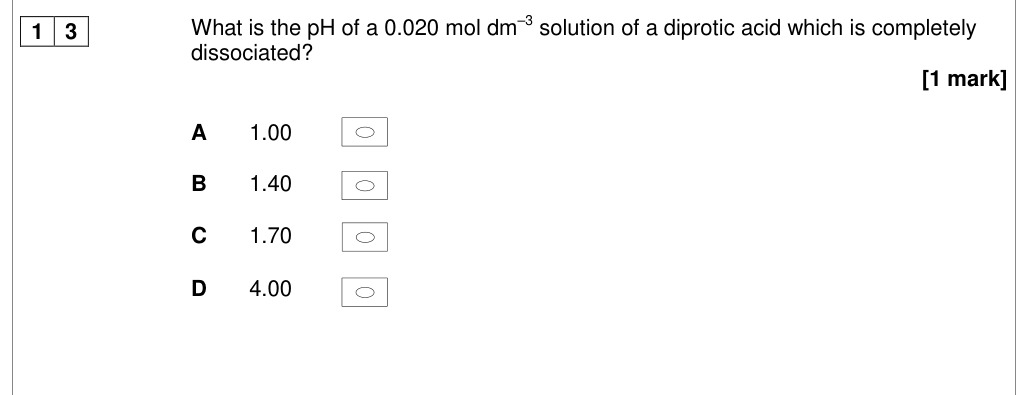 1 3 What is the pH of a 0.020 mol dm⁻³ solution of a diprotic acid which is completely
dissociated?
[1 mark]
A 1.00
B 1.40
C 1.70
D 4.00